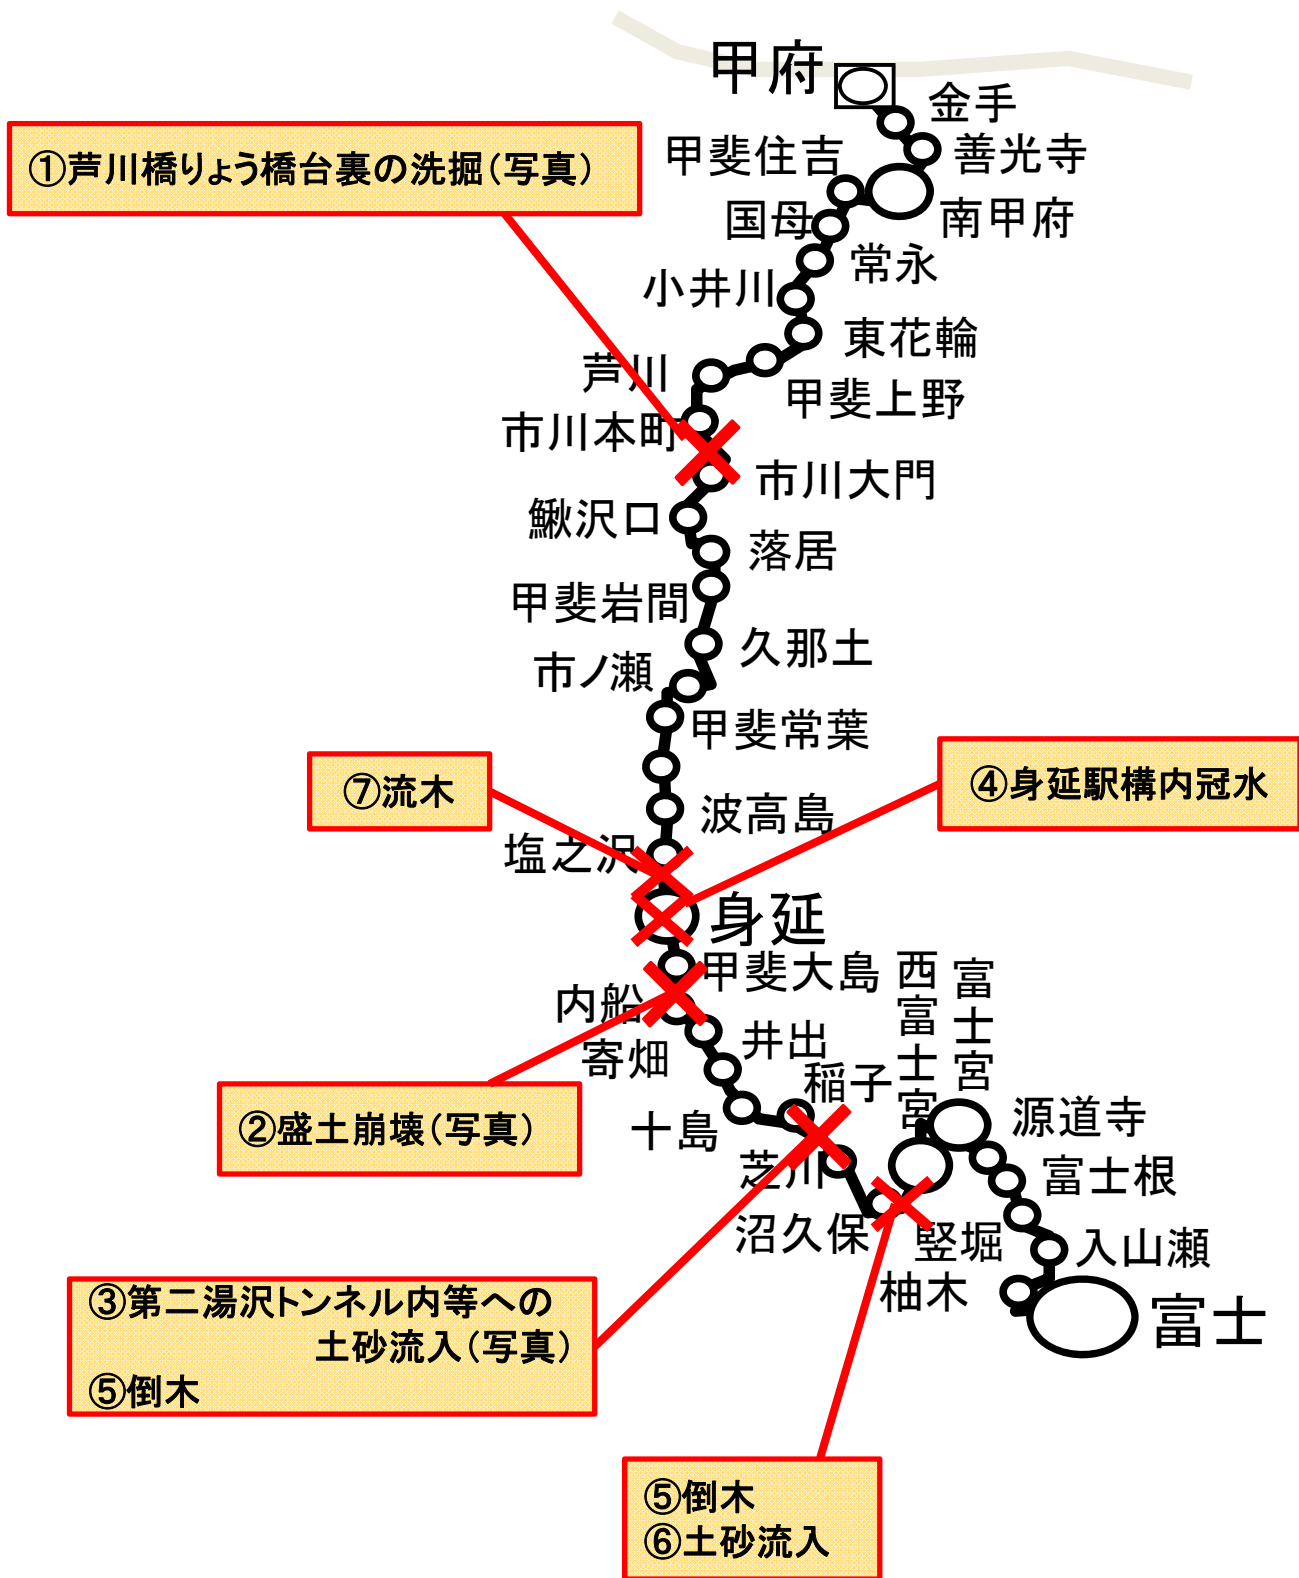 甲府
金手
善光寺
甲斐住吉
南甲府
①芦川橋りょう橋台裏の洗掘(写真)
国母
常永
小井川
東花輪
芦川
甲斐上野
市川本町
市川大門
鰍沢口
落居
甲斐岩間
久那土
市ノ瀬
甲斐常葉
⑦流木
④身延駅構内冠水
波高島
塩之沢
身延
甲斐大島
西富士宮
富士宮
内船
井出
寄畑
稲子
②盛土崩壊(写真)
十島
源道寺
芝川
富士根
沼久保
竪堀
入山瀬
柚木
富士
③第二湯沢トンネル内等への
土砂流入(写真)
⑤倒木
⑤倒木
⑥土砂流入